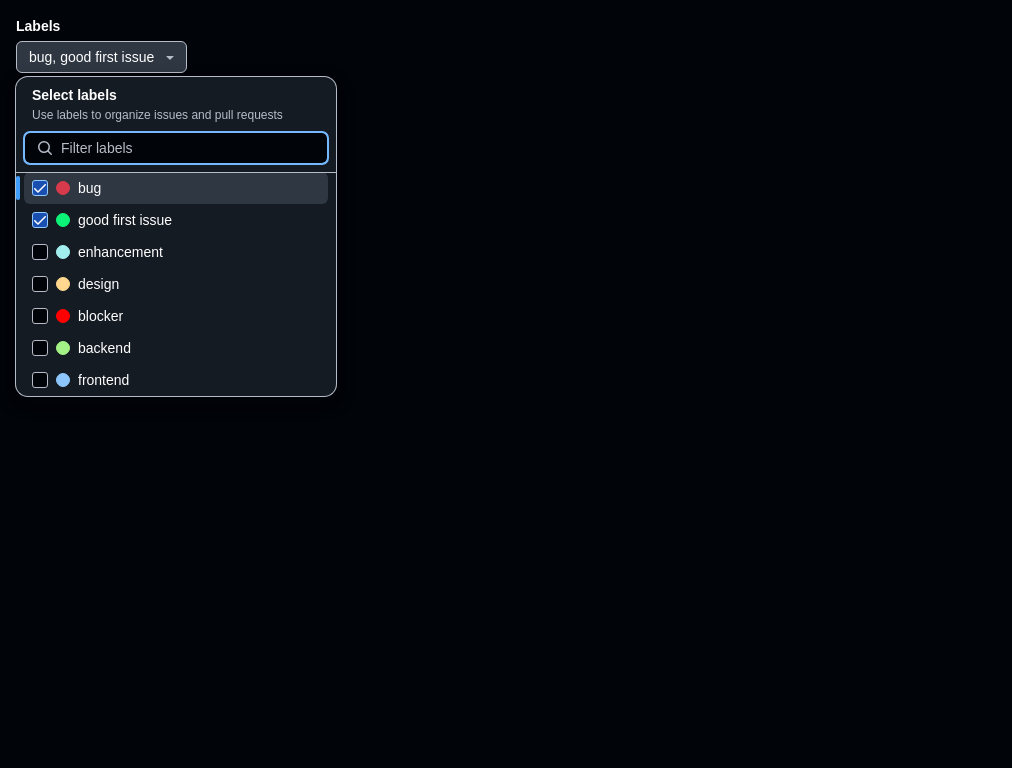 Labels
bug, good first issue
Select labels
Use labels to organize issues and pull requests
Filter labels
bug
good first issue
enhancement
design
blocker
backend
frontend